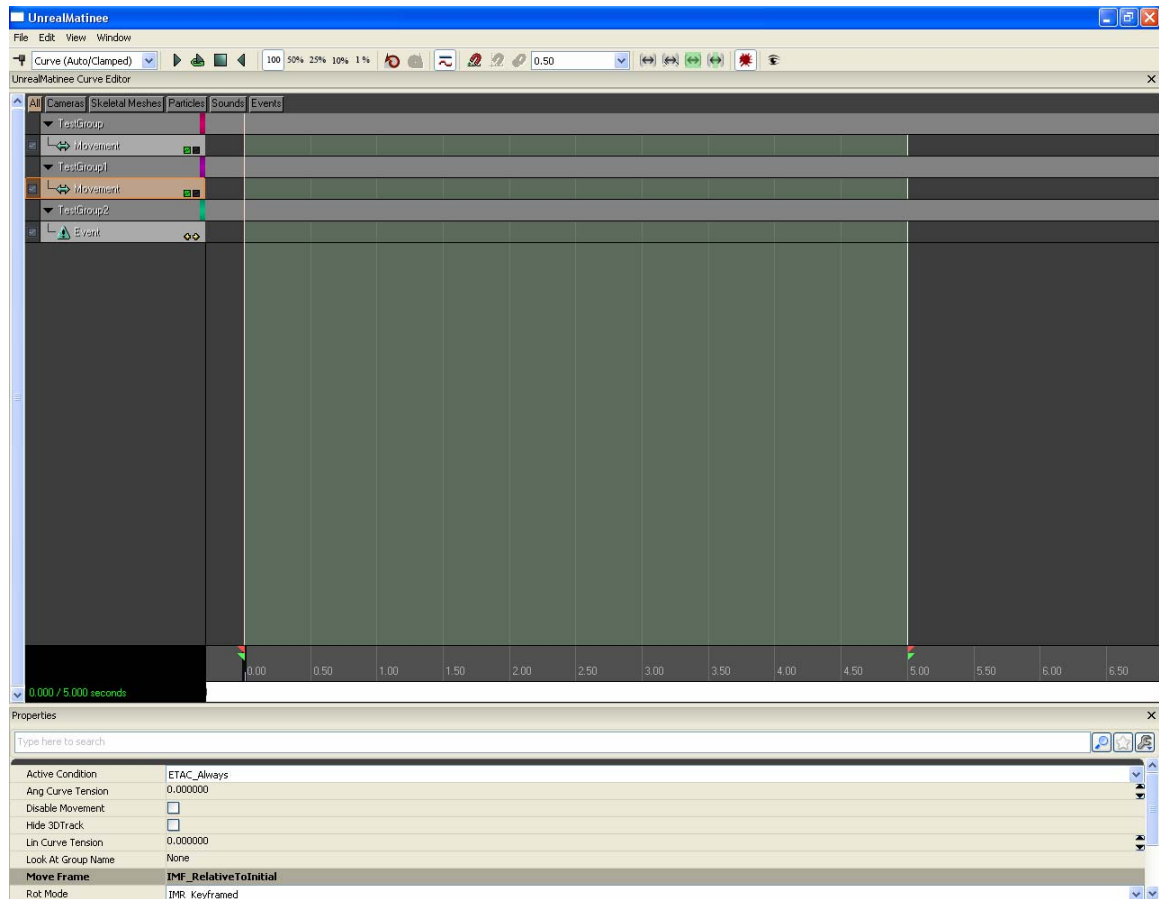 UnrealMatinee
File Edit View Window
Curve (Auto/Clamped) 100 50% 25% 10% 1% 0.50
UnrealMatinee Curve Editor
All Cameras Skeletal Meshes Particles Sounds Events
TestGroup
Movement
TestGroup1
Movement
TestGroup2
Event
0.00 0.50 1.00 1.50 2.00 2.50 3.00 3.50 4.00 4.50 5.00 5.50 6.00 6.50
0.000 / 5.000 seconds
Properties
Type here to search
Active Condition ETAC_Always
Ang Curve Tension 0.000000
Disable Movement
Hide 3DTrack
Lin Curve Tension 0.000000
Look At Group Name None
Move Frame IMF_RelativeToInitial
Rot Mode IMR_Keyframed